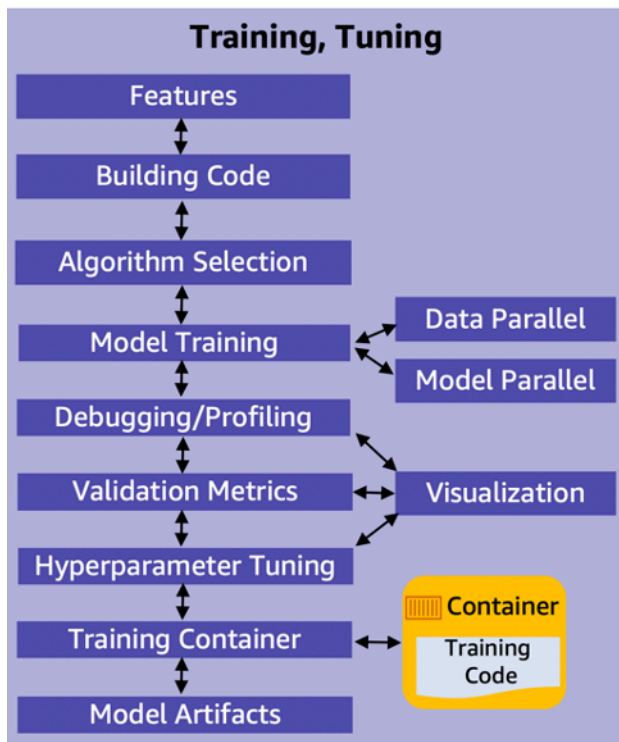 Training, Tuning
Features
Building Code
Algorithm Selection
Model Training
Data Parallel
Model Parallel
Debugging/Profiling
Validation Metrics
Visualization
Hyperparameter Tuning
Training Container
Container
Training
Code
Model Artifacts